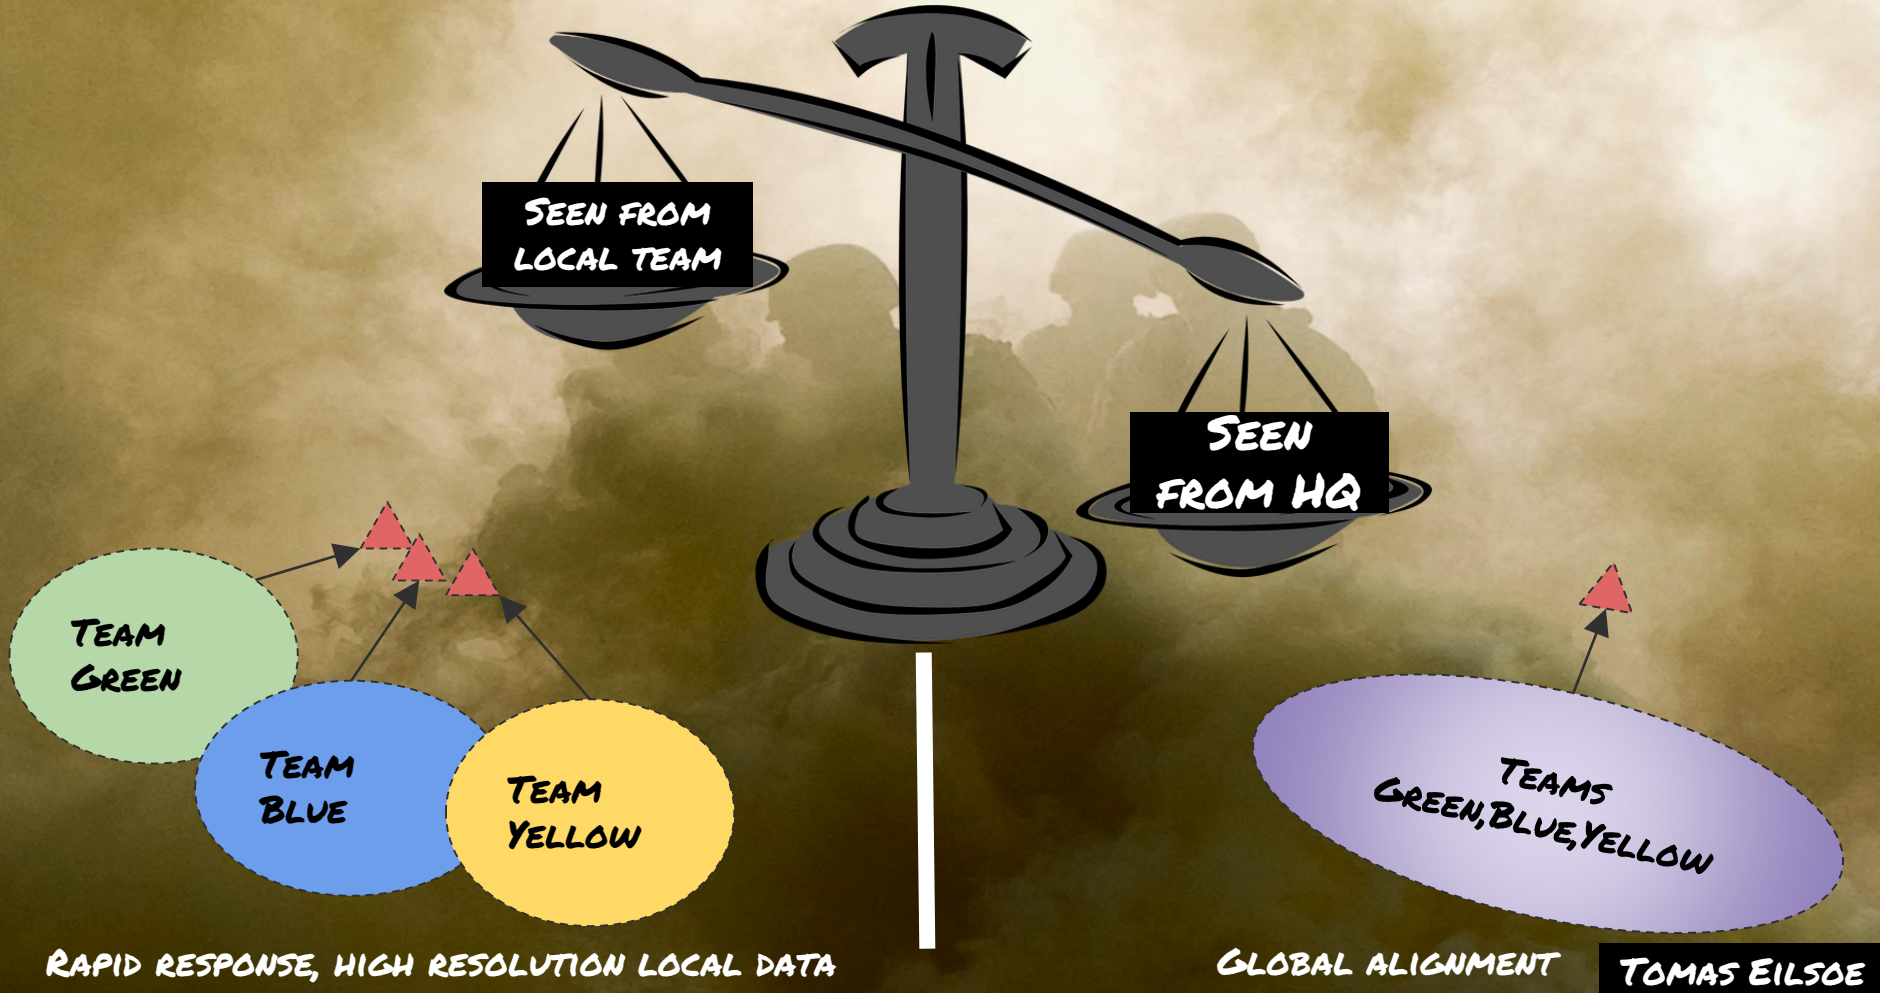 Seen from
local team
Seen
from HQ
Team
Green
Team
Blue
Team
Yellow
Teams
Green,Blue,Yellow
Rapid response, high resolution local data
Global alignment
Tomas Eilsoe